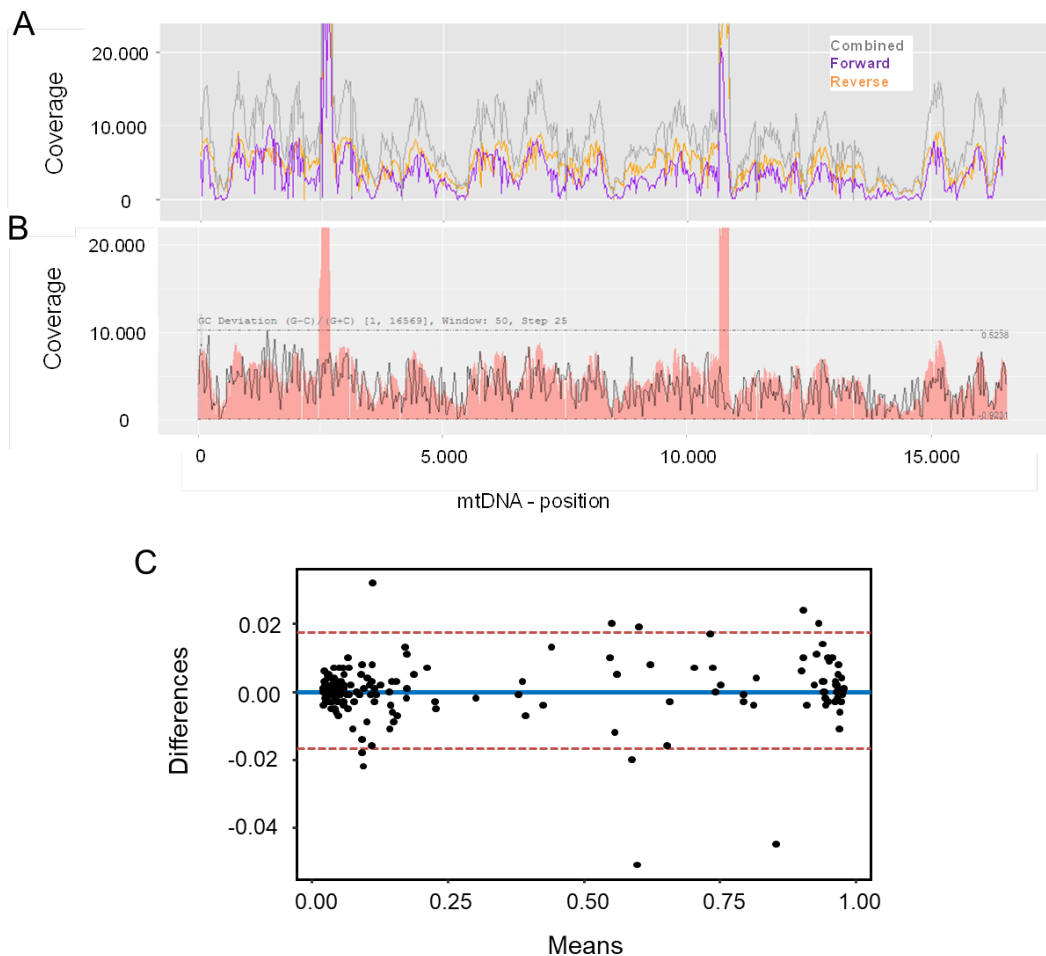 A
Coverage
20.000
10.000
0
Combined
Forward
Reverse
B
Coverage
20.000
10.000
0
GC Deviation (G-C)/(G+C) [1, 16569], Window: 50, Step 25
0.5238
-0.9231
0 5.000 10.000 15.000
mtDNA - position
C
Differences
0.02
0.00
-0.02
-0.04
0.00 0.25 0.50 0.75 1.00
Means